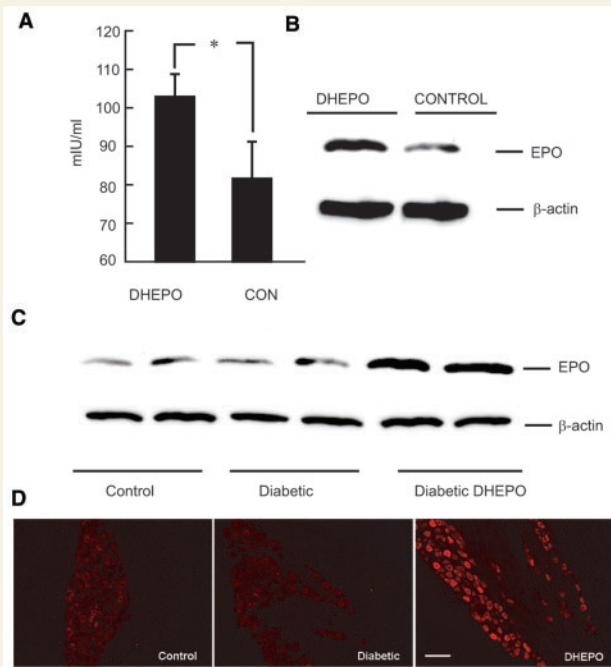 A
120
110
100
90
80
70
60
mIU/ml
*
DHEPO CON
B
DHEPO CONTROL
EPO
β-actin
C
EPO
β-actin
Control Diabetic Diabetic DHEPO
D
Control Diabetic DHEPO